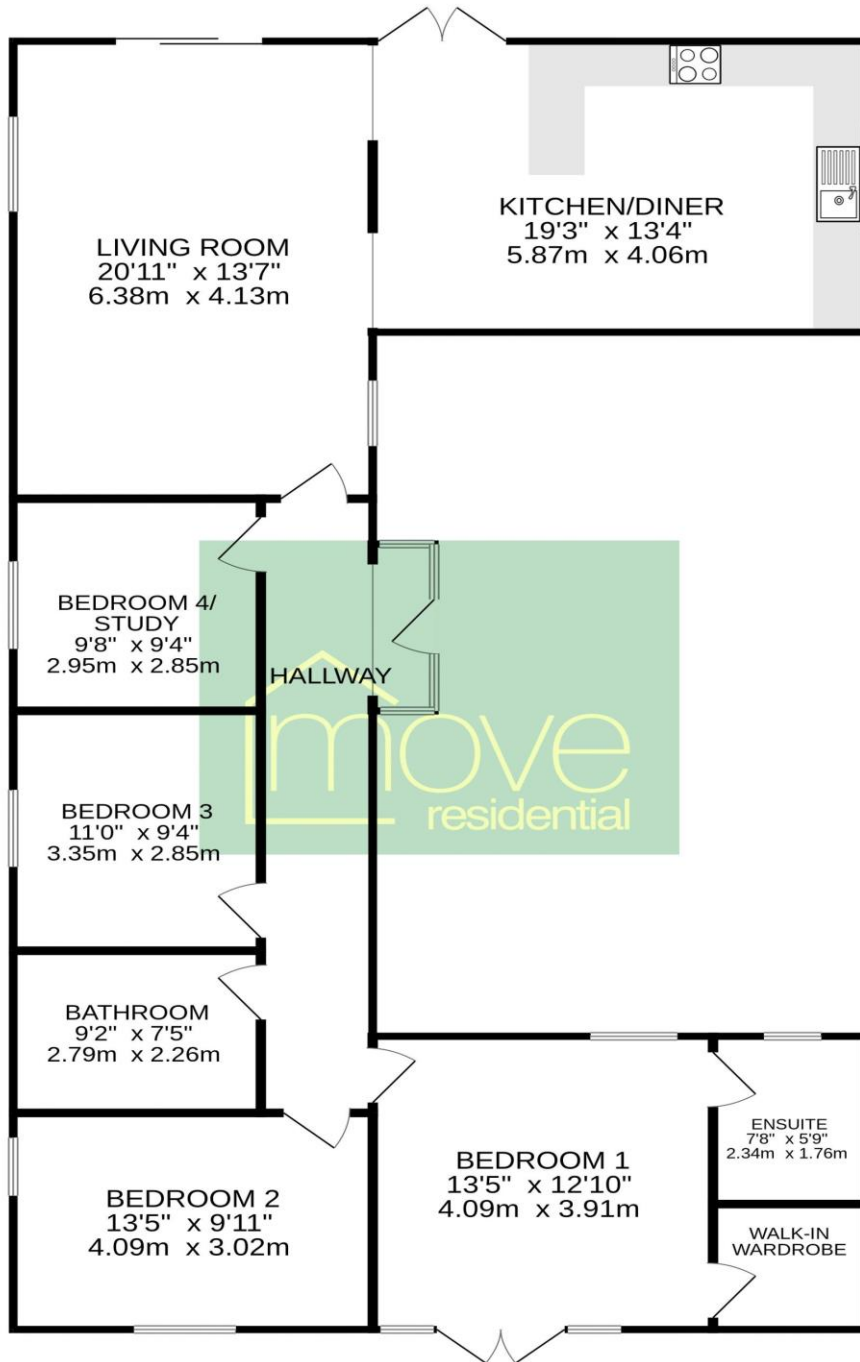 LIVING ROOM
20'11" x 13'7"
6.38m x 4.13m
KITCHEN/DINER
19'3" x 13'4"
5.87m x 4.06m
BEDROOM 4/
STUDY
9'8" x 9'4"
2.95m x 2.85m
HALLWAY
move
residential
BEDROOM 3
11'0" x 9'4"
3.35m x 2.85m
BATHROOM
9'2" x 7'5"
2.79m x 2.26m
BEDROOM 2
13'5" x 9'11"
4.09m x 3.02m
BEDROOM 1
13'5" x 12'10"
4.09m x 3.91m
ENSUITE
7'8" x 5'9"
2.34m x 1.76m
WALK-IN
WARDROBE